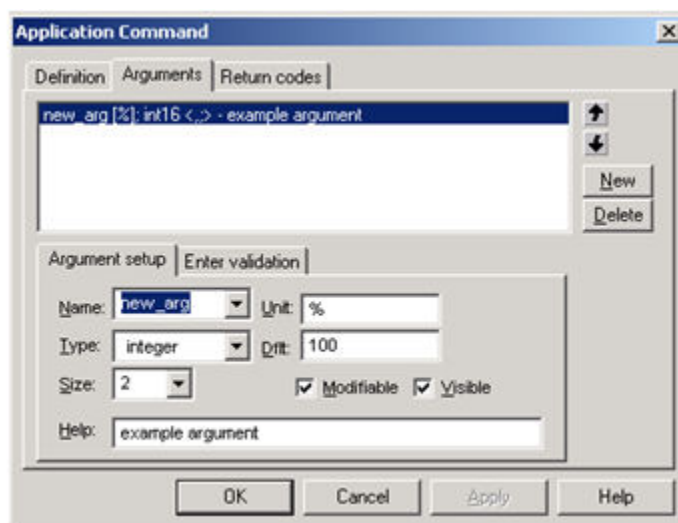 Application Command
Definition Arguments Return codes
new_arg [%]; int16 <,,> - example argument
New
Delete
Argument setup Enter validation
Name: new_arg Unit: %
Type: integer Dflt: 100
Size: 2 Modifiable Visible
Help: example argument
OK Cancel Apply Help